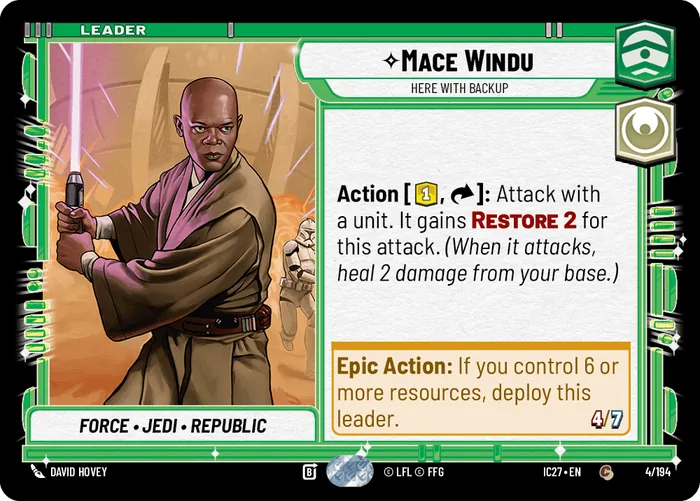 LEADER
✧MACE WINDU
HERE WITH BACKUP
Action [1, ]: Attack with
a unit. It gains RESTORE 2 for
this attack. (When it attacks,
heal 2 damage from your base.)
Epic Action: If you control 6 or
more resources, deploy this
leader.
4/7
FORCE • JEDI • REPUBLIC
DAVID HOVEY
B
© LFL © FFG
IC27 • EN
C
4/194